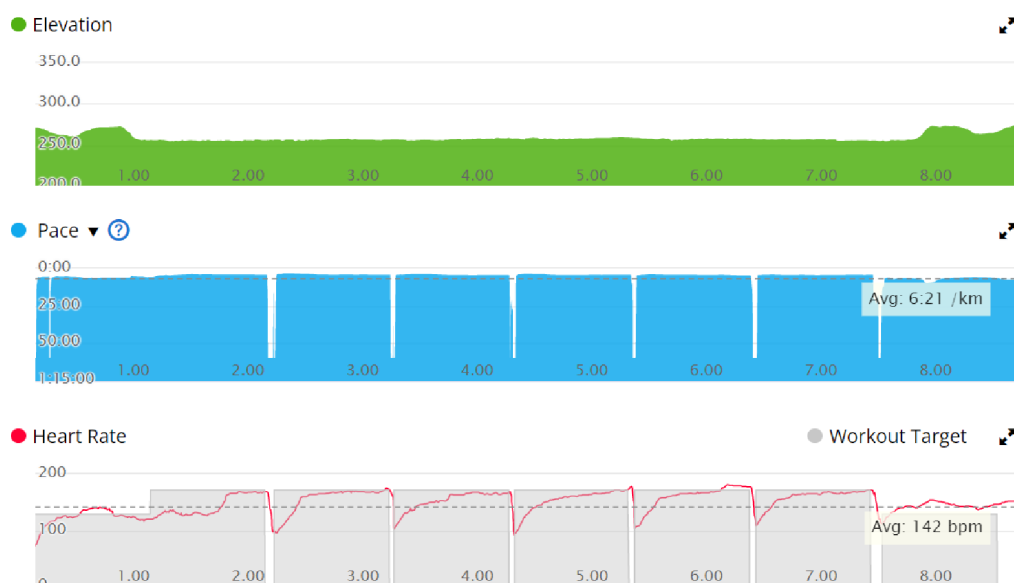 Elevation
350.0
300.0
250.0
200.0
1.00 2.00 3.00 4.00 5.00 6.00 7.00 8.00
Pace ▼ ?
0:00
25:00
50:00
1:15:00
Avg: 6:21 /km
1.00 2.00 3.00 4.00 5.00 6.00 7.00 8.00
Heart Rate Workout Target
200
100
0
Avg: 142 bpm
1.00 2.00 3.00 4.00 5.00 6.00 7.00 8.00